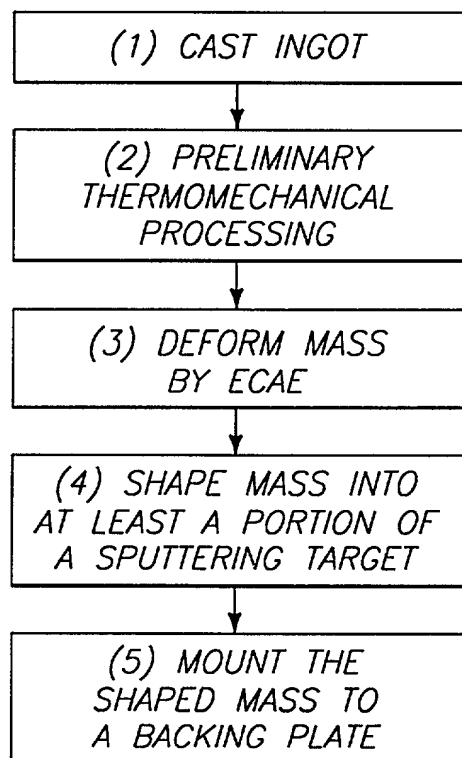 (1) CAST INGOT
(2) PRELIMINARY
THERMOMECHANICAL
PROCESSING
(3) DEFORM MASS
BY ECAE
(4) SHAPE MASS INTO
AT LEAST A PORTION OF
A SPUTTERING TARGET
(5) MOUNT THE
SHAPED MASS TO
A BACKING PLATE